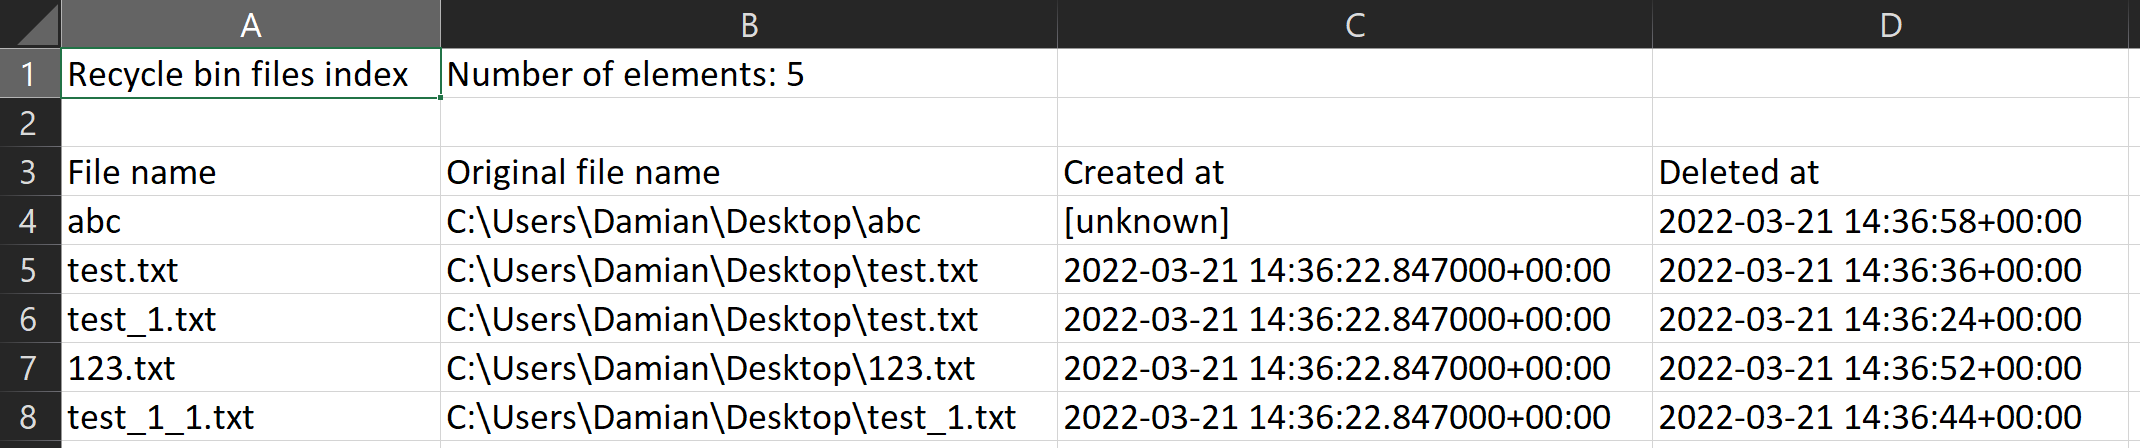 A B C D
1 Recycle bin files index Number of elements: 5
2
3 File name Original file name Created at Deleted at
4 abc C:\Users\Damian\Desktop\abc [unknown] 2022-03-21 14:36:58+00:00
5 test.txt C:\Users\Damian\Desktop\test.txt 2022-03-21 14:36:22.847000+00:00 2022-03-21 14:36:36+00:00
6 test_1.txt C:\Users\Damian\Desktop\test.txt 2022-03-21 14:36:22.847000+00:00 2022-03-21 14:36:24+00:00
7 123.txt C:\Users\Damian\Desktop\123.txt 2022-03-21 14:36:22.847000+00:00 2022-03-21 14:36:52+00:00
8 test_1_1.txt C:\Users\Damian\Desktop\test_1.txt 2022-03-21 14:36:22.847000+00:00 2022-03-21 14:36:44+00:00